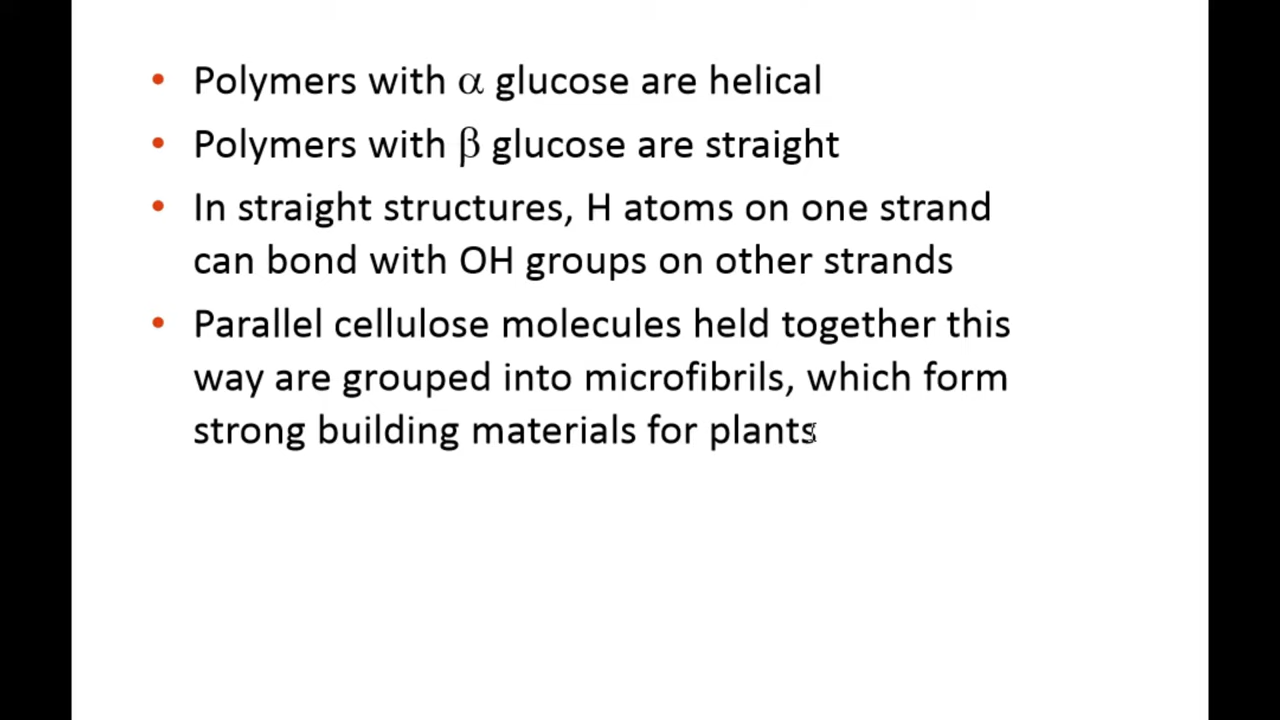 • Polymers with α glucose are helical
• Polymers with β glucose are straight
• In straight structures, H atoms on one strand
can bond with OH groups on other strands
• Parallel cellulose molecules held together this
way are grouped into microfibrils, which form
strong building materials for plants